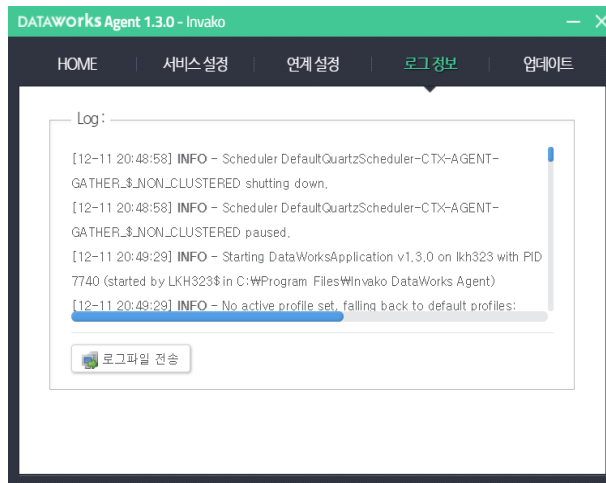 DATAWorks Agent 1.3.0 - Invako
HOME 서비스 설정 연계 설정 로그 정보 업데이트
Log :
[12-11 20:48:58] INFO - Scheduler DefaultQuartzScheduler-CTX-AGENT-
GATHER_$_NON_CLUSTERED shutting down.
[12-11 20:48:58] INFO - Scheduler DefaultQuartzScheduler-CTX-AGENT-
GATHER_$_NON_CLUSTERED paused.
[12-11 20:49:29] INFO - Starting DataWorksApplication v1.3.0 on lkh323 with PID
7740 (started by LKH323$ in C:₩Program Files₩Invako DataWorks Agent)
[12-11 20:49:29] INFO - No active profile set, falling back to default profiles:
로그파일 전송